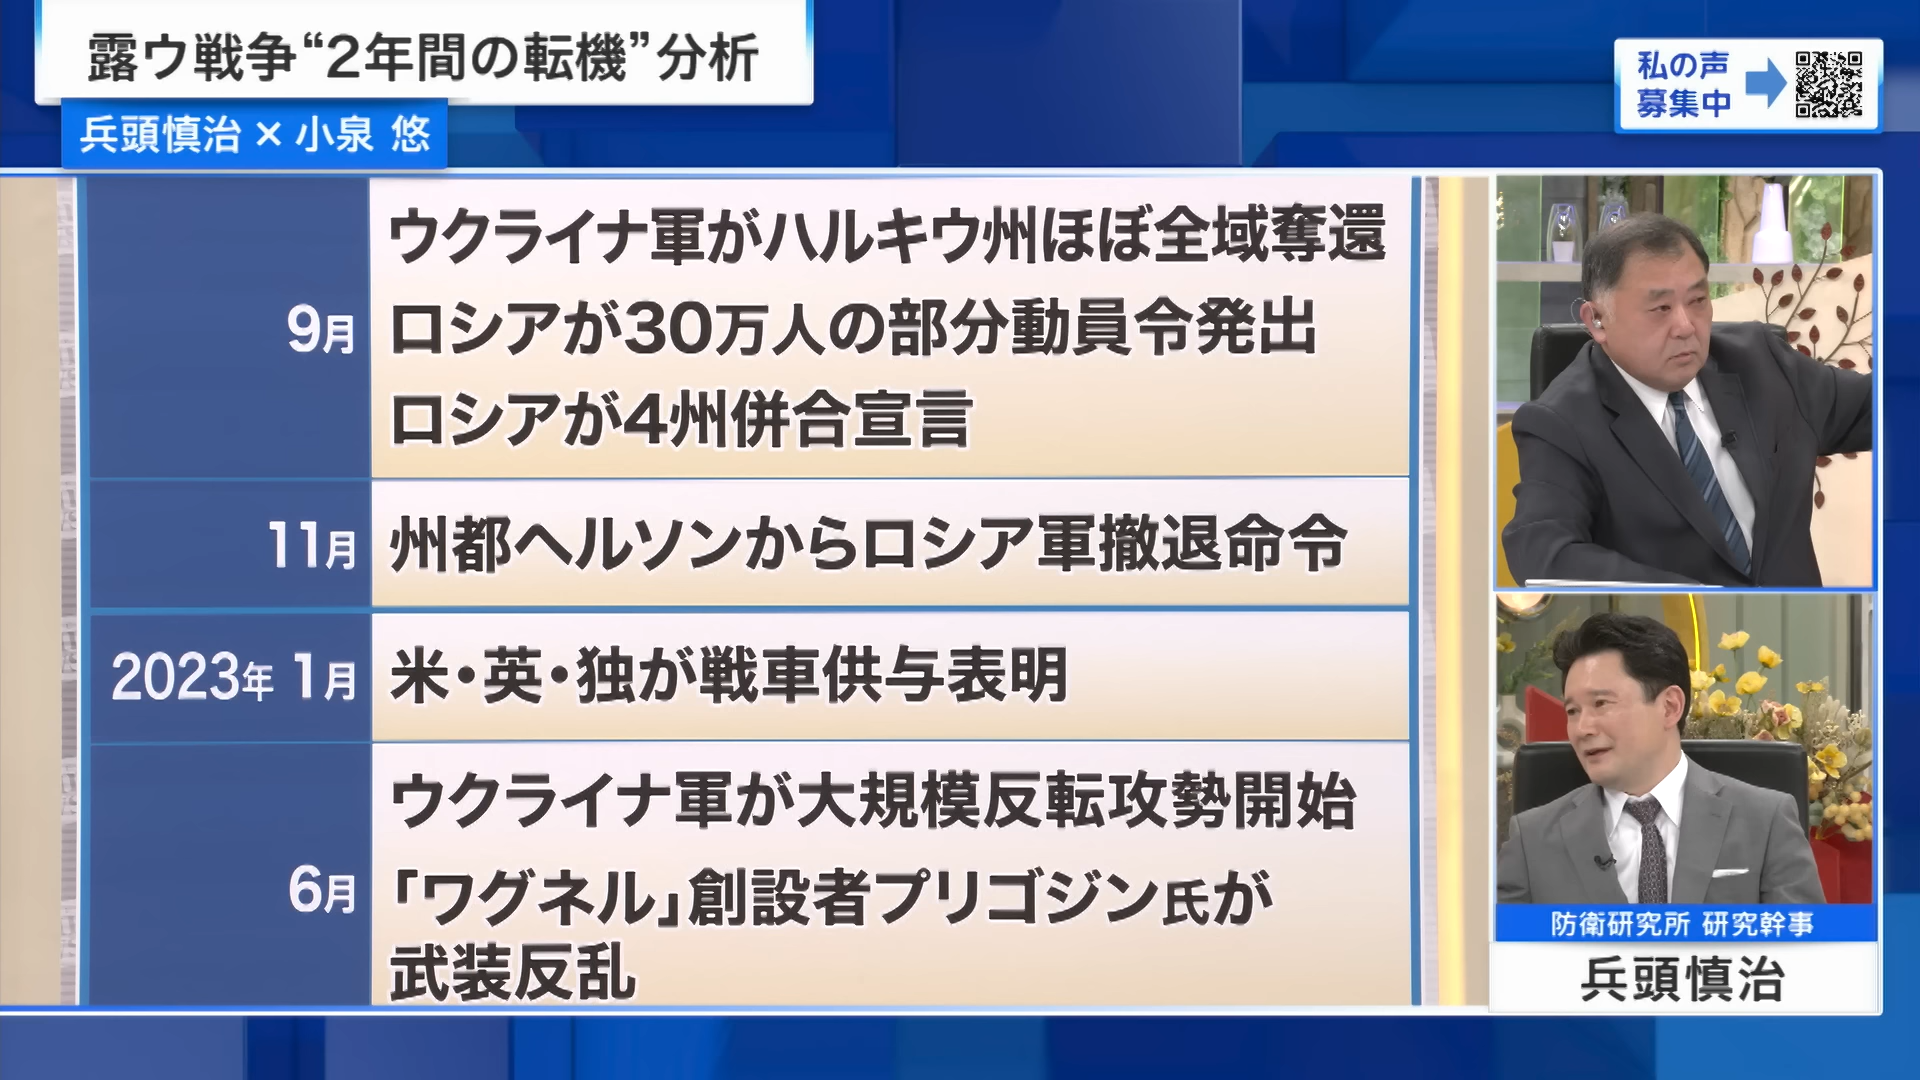 露ウ戦争“2年間の転機”分析
兵頭慎治×小泉 悠
私の声
募集中
9月
ウクライナ軍がハルキウ州ほぼ全域奪還
ロシアが30万人の部分動員令発出
ロシアが4州併合宣言
11月
州都ヘルソンからロシア軍撤退命令
2023年 1月
米・英・独が戦車供与表明
6月
ウクライナ軍が大規模反転攻勢開始
「ワグネル」創設者プリゴジン氏が
武装反乱
防衛研究所 研究幹事
兵頭慎治